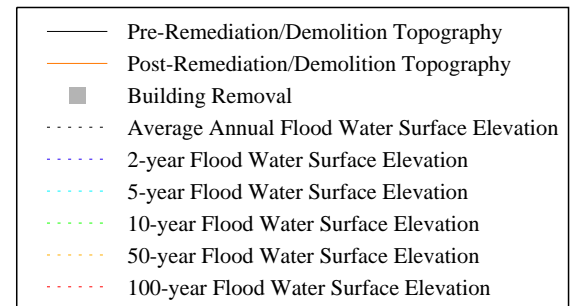 Pre-Remediation/Demolition Topography
Post-Remediation/Demolition Topography
Building Removal
Average Annual Flood Water Surface Elevation
2-year Flood Water Surface Elevation
5-year Flood Water Surface Elevation
10-year Flood Water Surface Elevation
50-year Flood Water Surface Elevation
100-year Flood Water Surface Elevation